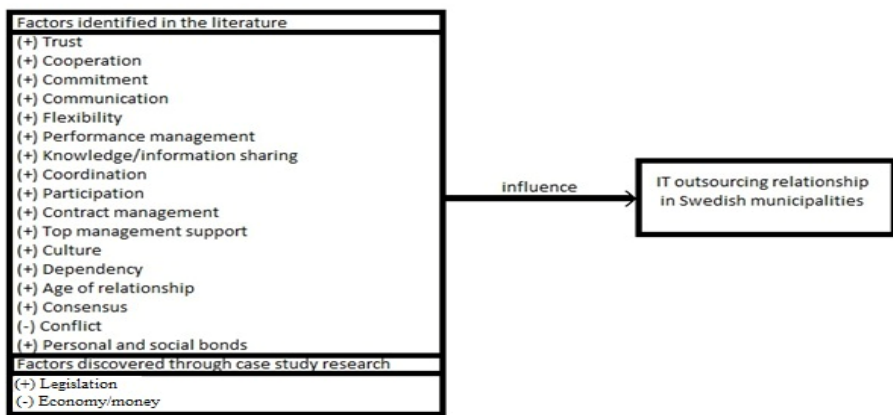 Factors identified in the literature
(+) Trust
(+) Cooperation
(+) Commitment
(+) Communication
(+) Flexibility
(+) Performance management
(+) Knowledge/information sharing
(+) Coordination
(+) Participation
(+) Contract management
(+) Top management support
(+) Culture
(+) Dependency
(+) Age of relationship
(+) Consensus
(-) Conflict
(+) Personal and social bonds
Factors discovered through case study research
(+) Legislation
(-) Economy/money
influence
IT outsourcing relationship
in Swedish municipalities